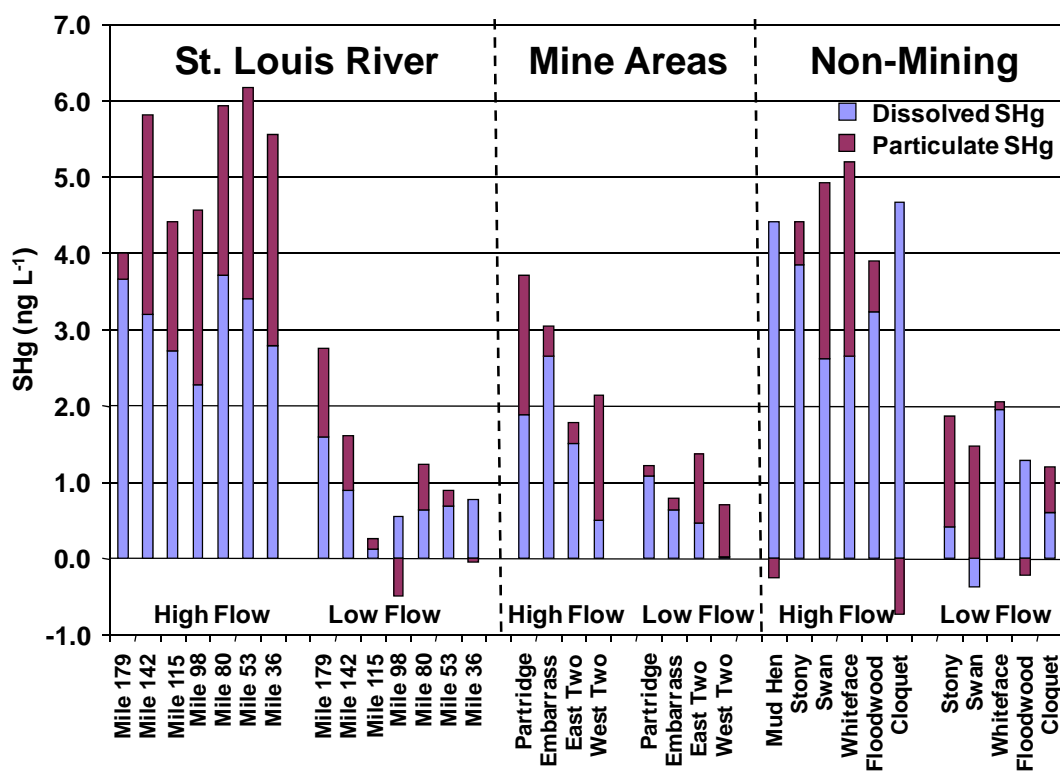 7.0
6.0
5.0
4.0
3.0
2.0
1.0
0.0
-1.0
SHg (ng L-1)
St. Louis River
Mine Areas
Non-Mining
Dissolved SHg
Particulate SHg
High Flow
Low Flow
High Flow
Low Flow
High Flow
Low Flow
Mile 179
Mile 142
Mile 115
Mile 98
Mile 80
Mile 53
Mile 36
Mile 179
Mile 142
Mile 115
Mile 98
Mile 80
Mile 53
Mile 36
Partridge
Embarrass
East Two
West Two
Partridge
Embarrass
East Two
West Two
Mud Hen
Stony
Swan
Whiteface
Floodwood
Cloquet
Stony
Swan
Whiteface
Floodwood
Cloquet